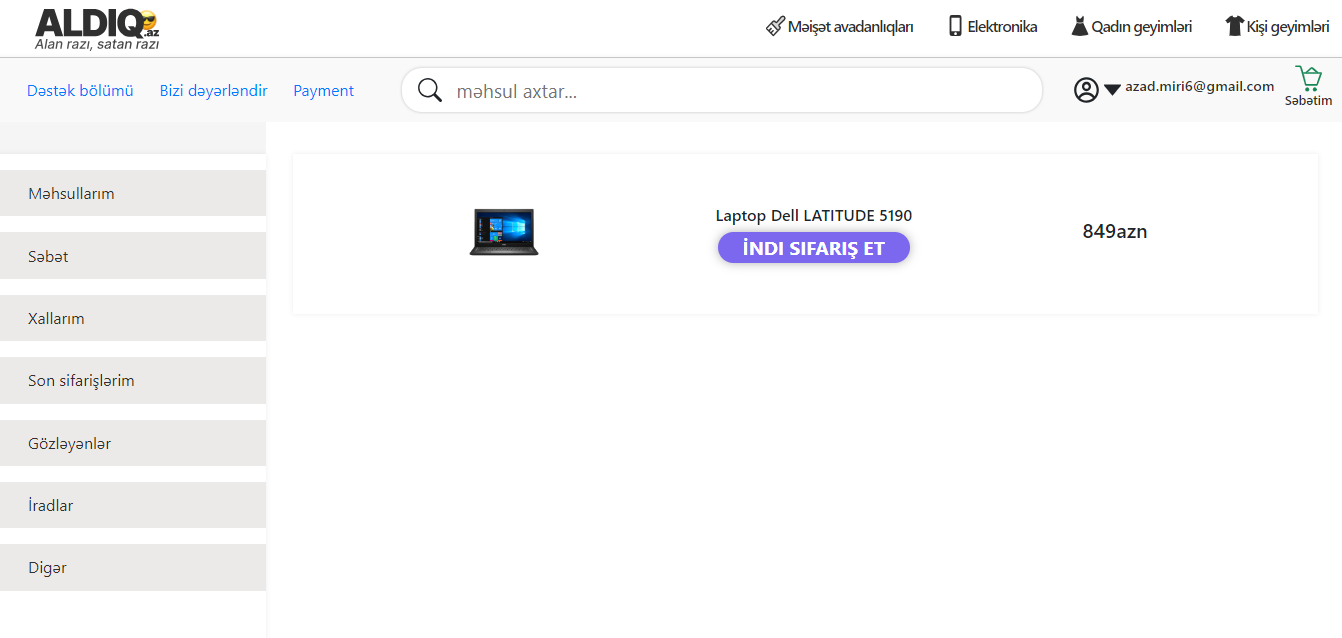 ALDIQ.az
Alan razı, satan razı
Məişət avadanlıqları
Elektronika
Qadın geyimləri
Kişi geyimləri
Dəstək bölümü
Bizi dəyərləndir
Payment
məhsul axtar...
azad.miri6@gmail.com
Səbətim
Məhsullarım
Səbət
Xallarım
Son sifarişlərim
Gözləyənlər
İradlar
Digər
Laptop Dell LATITUDE 5190
İNDI SIFARIŞ ET
849azn